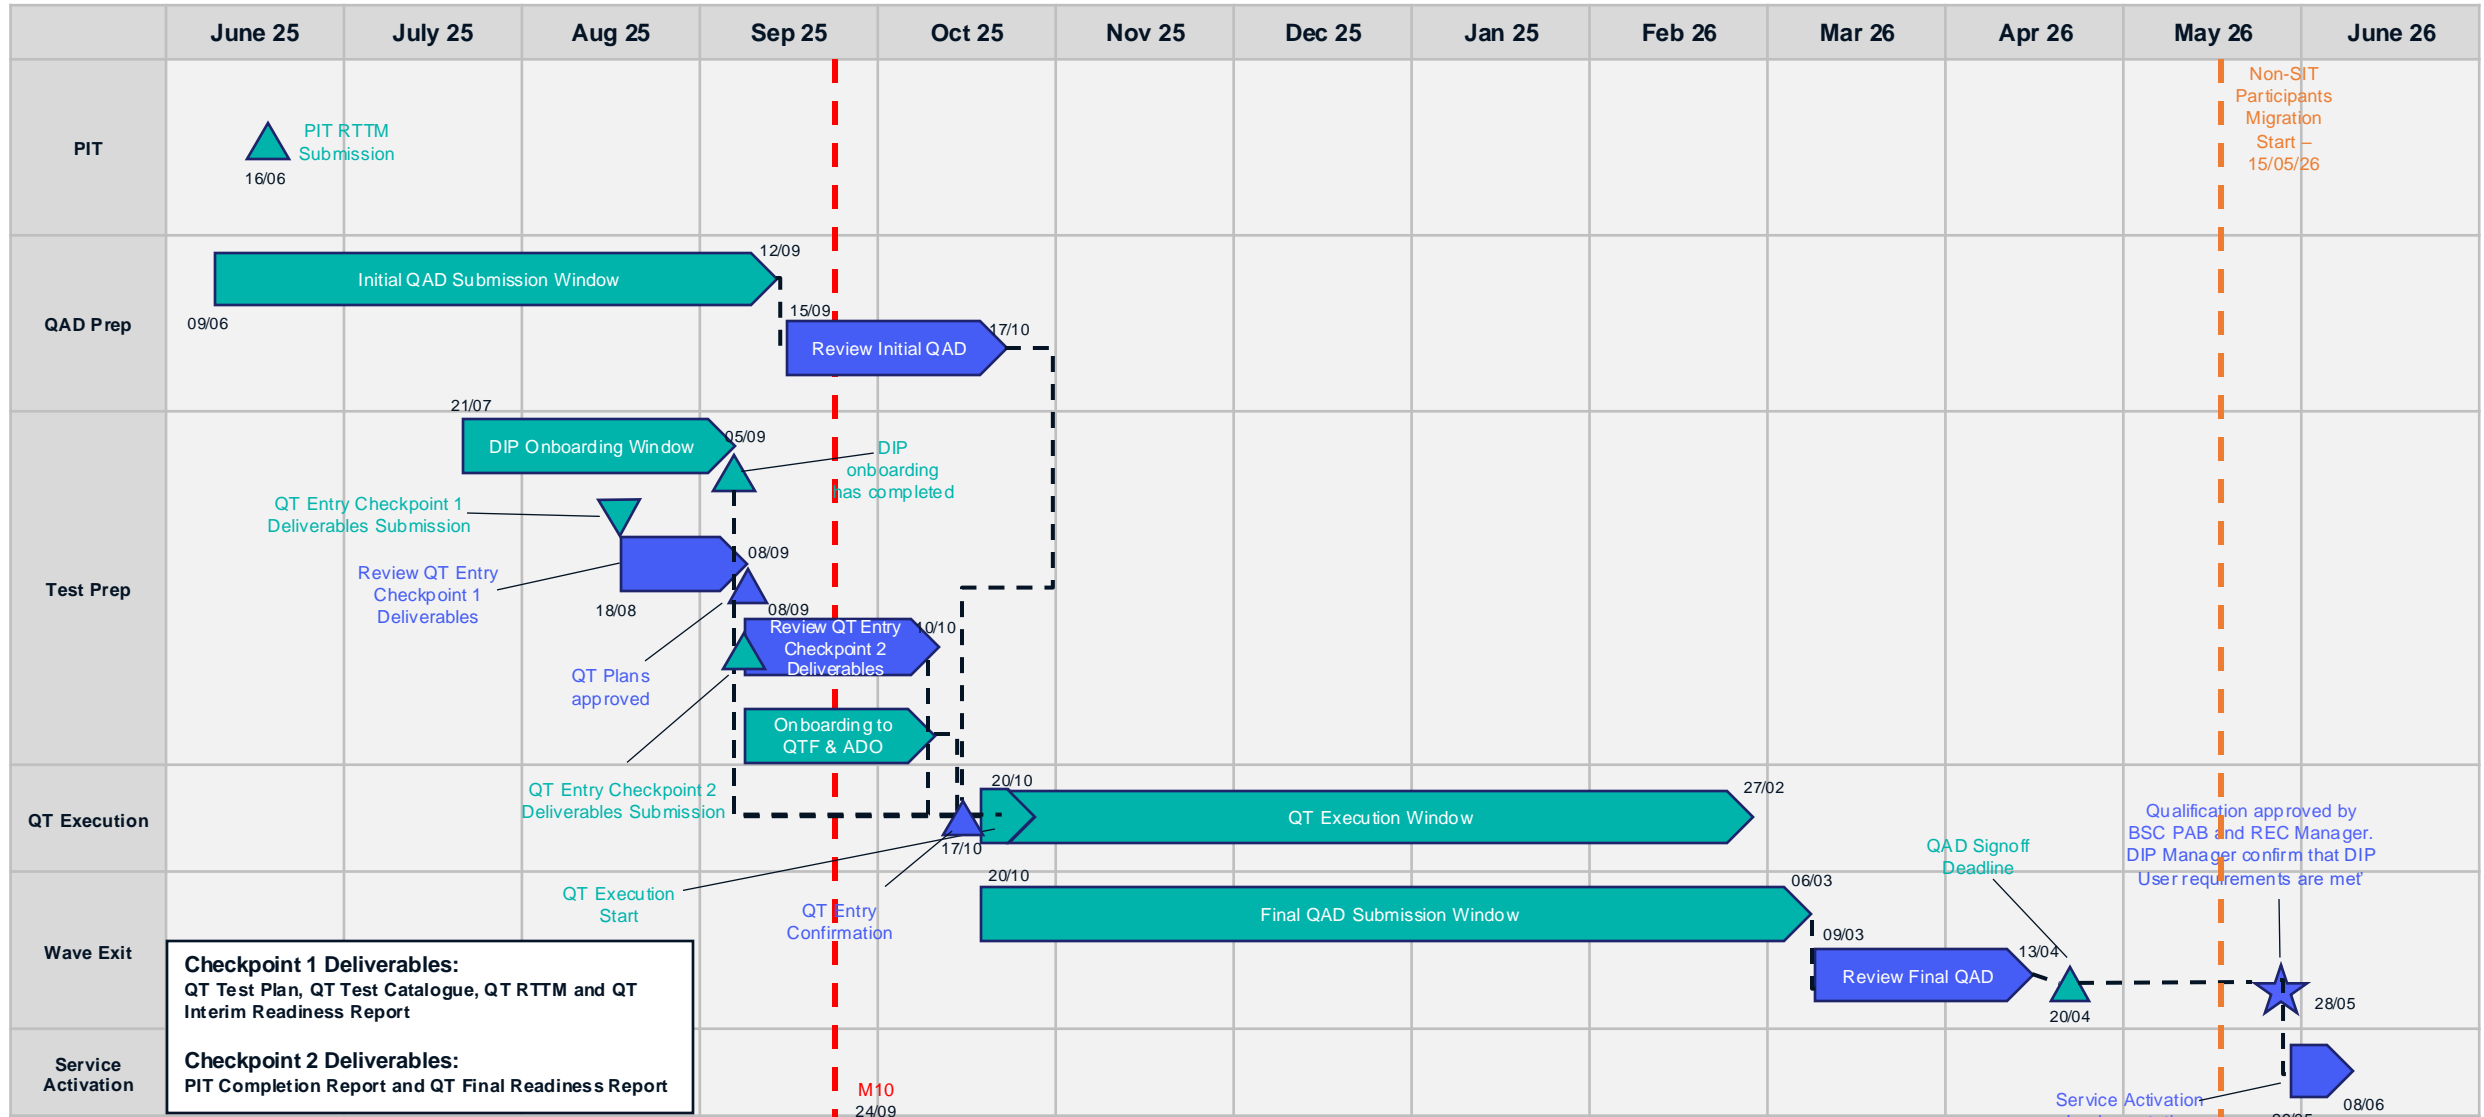 June 25
July 25
Aug 25
Sep 25
Oct 25
Nov 25
Dec 25
Jan 25
Feb 26
Mar 26
Apr 26
May 26
June 26
PIT
PIT RTTM
Submission
16/06
Non-SIT
Participants
Migration
Start –
15/05/26
QAD Prep
12/09
Initial QAD Submission Window
09/06
15/09
17/10
Review Initial QAD
Test Prep
21/07
DIP Onboarding Window
05/09
DIP
onboarding
has completed
QT Entry Checkpoint 1
Deliverables Submission
08/09
Review QT Entry
Checkpoint 1
Deliverables
18/08
08/09
QT Plans
approved
Review QT Entry
Checkpoint 2
Deliverables
10/10
Onboarding to
QTF & ADO
QT Entry Checkpoint 2
Deliverables Submission
QT Execution
20/10
QT Execution Window
27/02
17/10
QT Execution
Start
QT Entry
Confirmation
QAD Signoff
Deadline
Qualification approved by
BSC PAB and REC Manager.
DIP Manager confirm that DIP
User requirements are met'
Wave Exit
20/10
Final QAD Submission Window
06/03
09/03
Review Final QAD
13/04
20/04
28/05
Checkpoint 1 Deliverables:
QT Test Plan, QT Test Catalogue, QT RTTM and QT
Interim Readiness Report
Checkpoint 2 Deliverables:
PIT Completion Report and QT Final Readiness Report
Service
Activation
M10
24/09
Service Activation
08/06